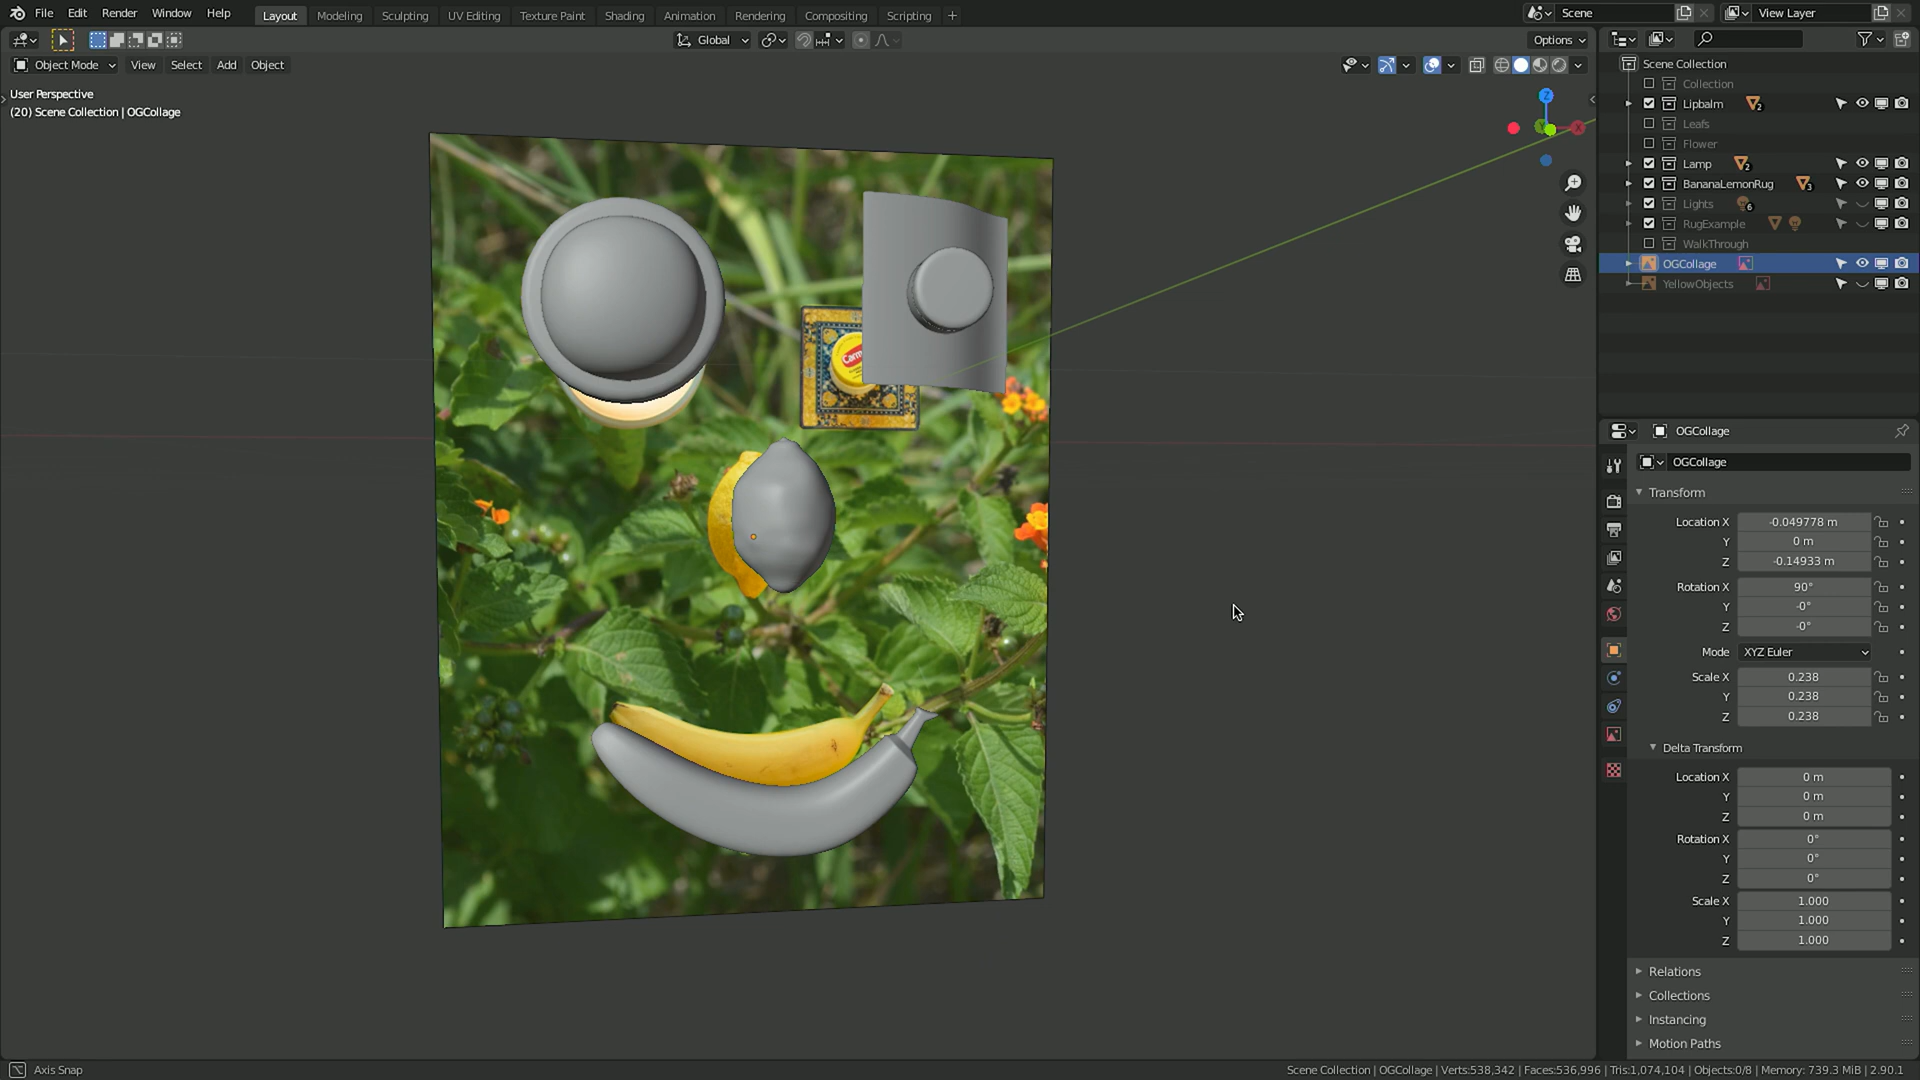 File Edit Render Window Help Layout Modeling Sculpting UV Editing Texture Paint Shading Animation Rendering Compositing Scripting + Scene View Layer
Global Options
Object Mode View Select Add Object
User Perspective
(20) Scene Collection | OGCollage
Z
X
Carm
Scene Collection
Collection
Lipbalm 2
Leafs
Flower
Lamp 2
BananaLemonRug 3
Lights 6
RugExample
WalkThrough
OGCollage
YellowObjects
OGCollage
OGCollage
Transform
Location X -0.049778 m
Y 0 m
Z -0.14933 m
Rotation X 90°
Y -0°
Z -0°
Mode XYZ Euler
Scale X 0.238
Y 0.238
Z 0.238
Delta Transform
Location X 0 m
Y 0 m
Z 0 m
Rotation X 0°
Y 0°
Z 0°
Scale X 1.000
Y 1.000
Z 1.000
Relations
Collections
Instancing
Motion Paths
Axis Snap
Scene Collection | OGCollage | Verts:538,342 | Faces:536,996 | Tris:1,074,104 | Objects:0/8 | Memory: 739.3 MiB | 2.90.1